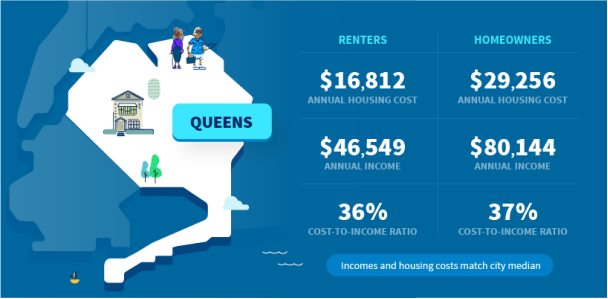 QUEENS
RENTERS
HOMEOWNERS
$16,812
$29,256
ANNUAL HOUSING COST
ANNUAL HOUSING COST
$46,549
$80,144
ANNUAL INCOME
ANNUAL INCOME
36%
37%
COST-TO-INCOME RATIO
COST-TO-INCOME RATIO
Incomes and housing costs match city median